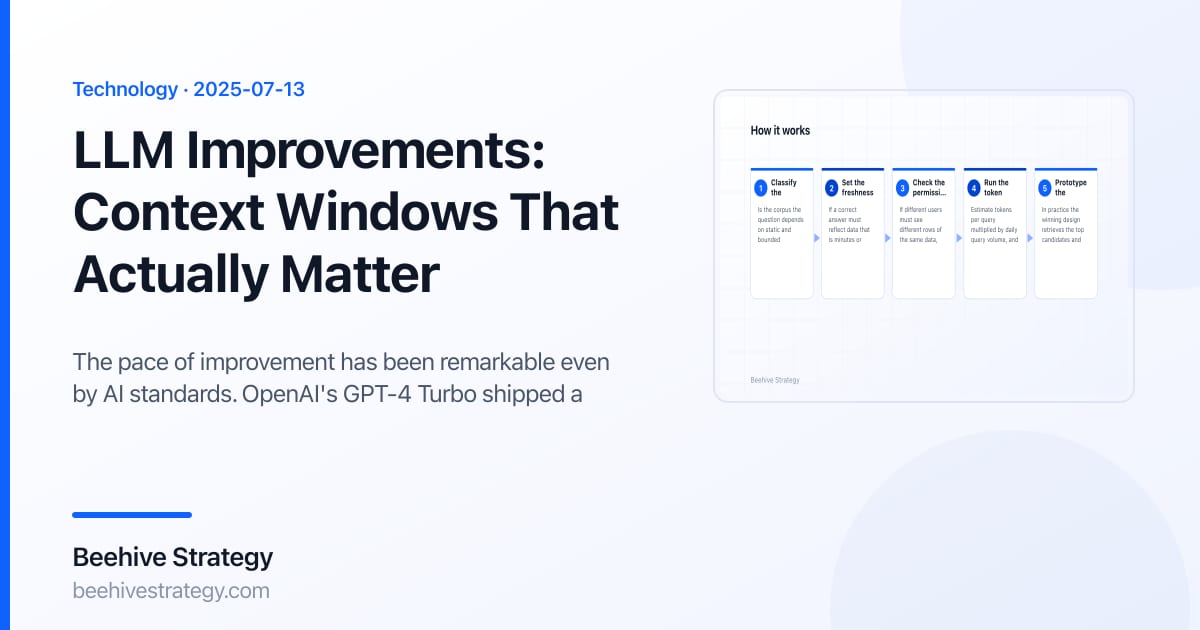 Technology · 2025-07-13
LLM Improvements:
Context Windows That
Actually Matter
The pace of improvement has been remarkable even
by AI standards. OpenAI's GPT-4 Turbo shipped a
Beehive Strategy
beehivestrategy.com
How it works
1 Classify
the
Is the corpus the
question depends
on static and
bounded
2 Set the
freshness
If a correct
answer must
reflect data that
is minutes or
3 Check the
permissi...
If different users
must see
different rows of
the same data,
4 Run the
token
Estimate tokens
per query
multiplied by daily
query volume, and
5 Prototype
the
In practice the
winning design
retrieves the top
candidates and
Beehive Strategy